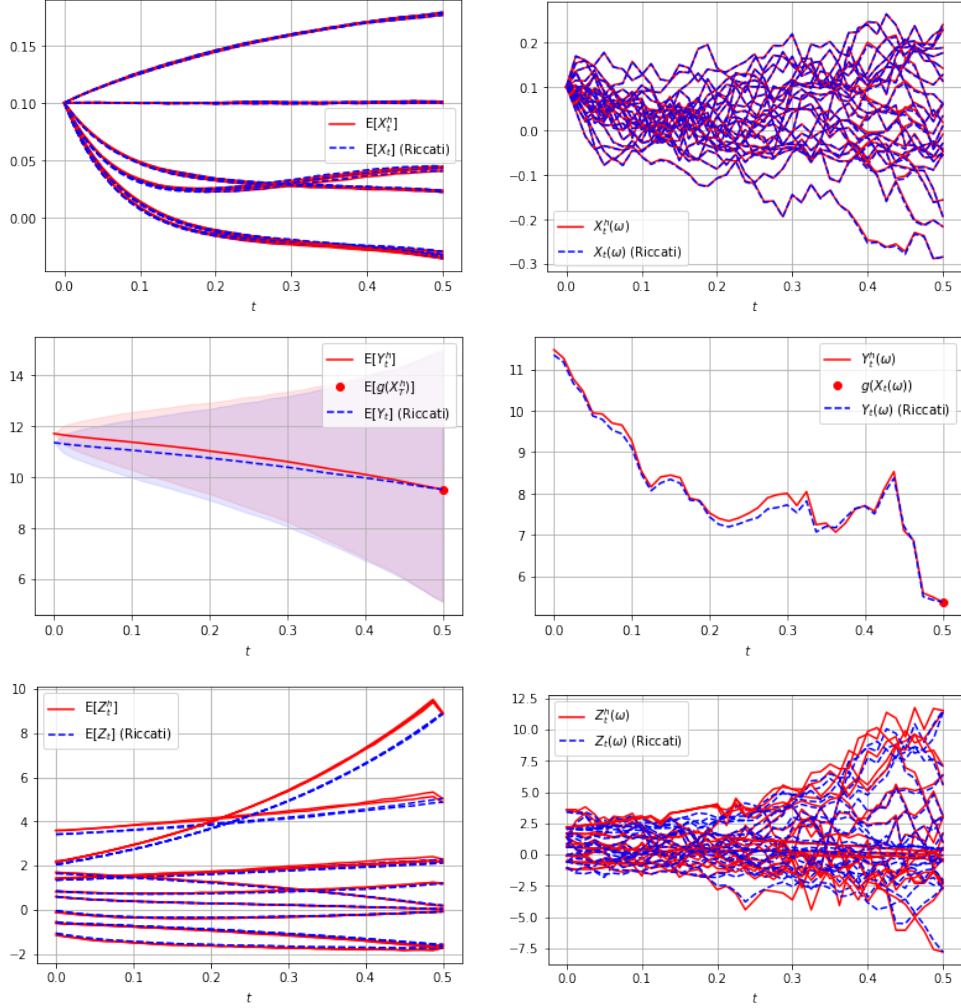 0.15
0.10
0.05
0.00
E[X_t^h]
E[X_t] (Riccati)
0.0 0.1 0.2 0.3 0.4 0.5
t
0.2
0.1
0.0
−0.1
−0.2
−0.3
X_t^h(ω)
X_t(ω) (Riccati)
0.0 0.1 0.2 0.3 0.4 0.5
t
14
12
10
8
6
E[Y_t^h]
E[g(X_T^h)]
E[Y_t] (Riccati)
0.0 0.1 0.2 0.3 0.4 0.5
t
11
10
9
8
7
6
Y_t^h(ω)
g(X_t(ω))
Y_t(ω) (Riccati)
0.0 0.1 0.2 0.3 0.4 0.5
t
10
8
6
4
2
0
−2
E[Z_t^h]
E[Z_t] (Riccati)
0.0 0.1 0.2 0.3 0.4 0.5
t
12.5
10.0
7.5
5.0
2.5
0.0
−2.5
−5.0
−7.5
Z_t^h(ω)
Z_t(ω) (Riccati)
0.0 0.1 0.2 0.3 0.4 0.5
t